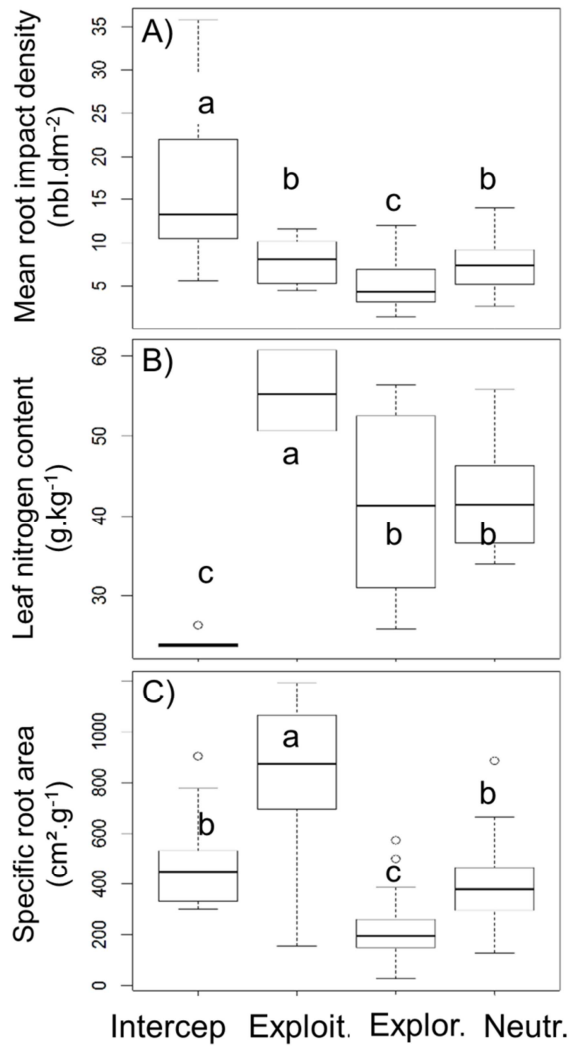 A)
Mean root impact density
(nbI.dm-2)
35
30
25
20
15
10
5
a
b
c
b
B)
Leaf nitrogen content
(g.kg-1)
60
50
40
30
c
a
b
b
C)
Specific root area
(cm².g-1)
1000
800
600
400
200
0
b
a
c
b
Intercep Exploit. Explor. Neutr.